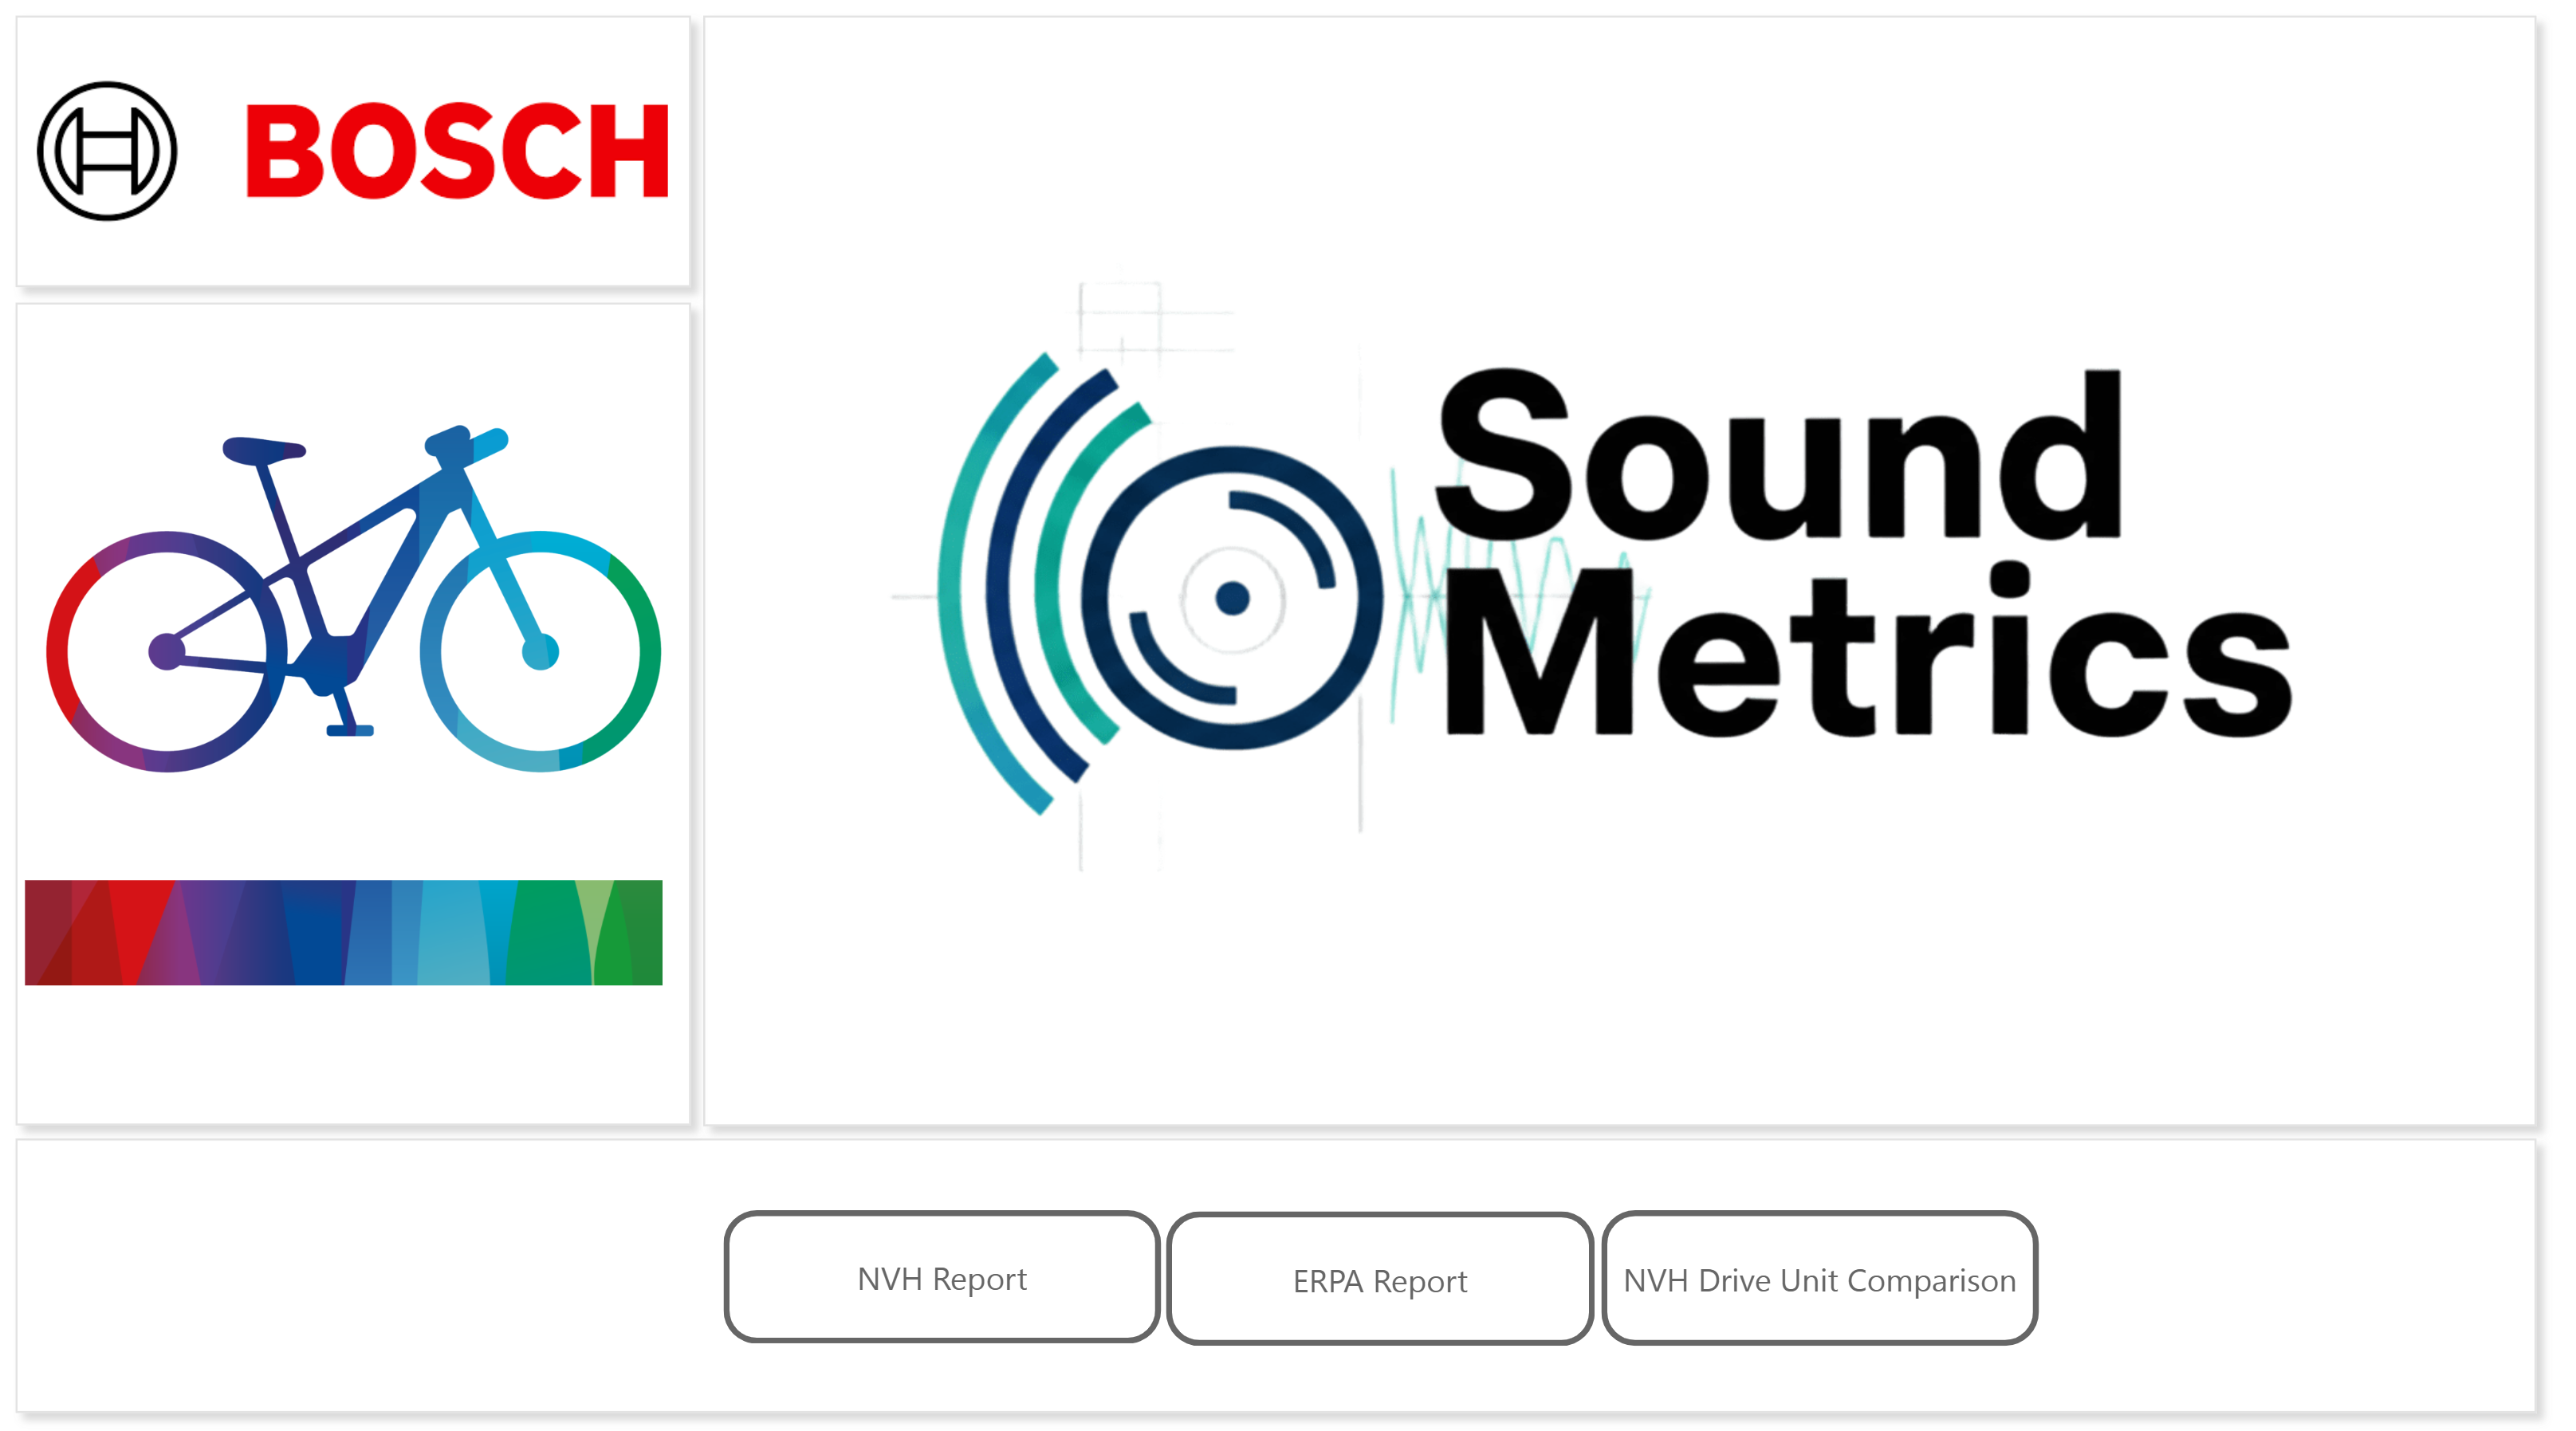 BOSCH
Sound
Metrics
NVH Report
ERPA Report
NVH Drive Unit Comparison